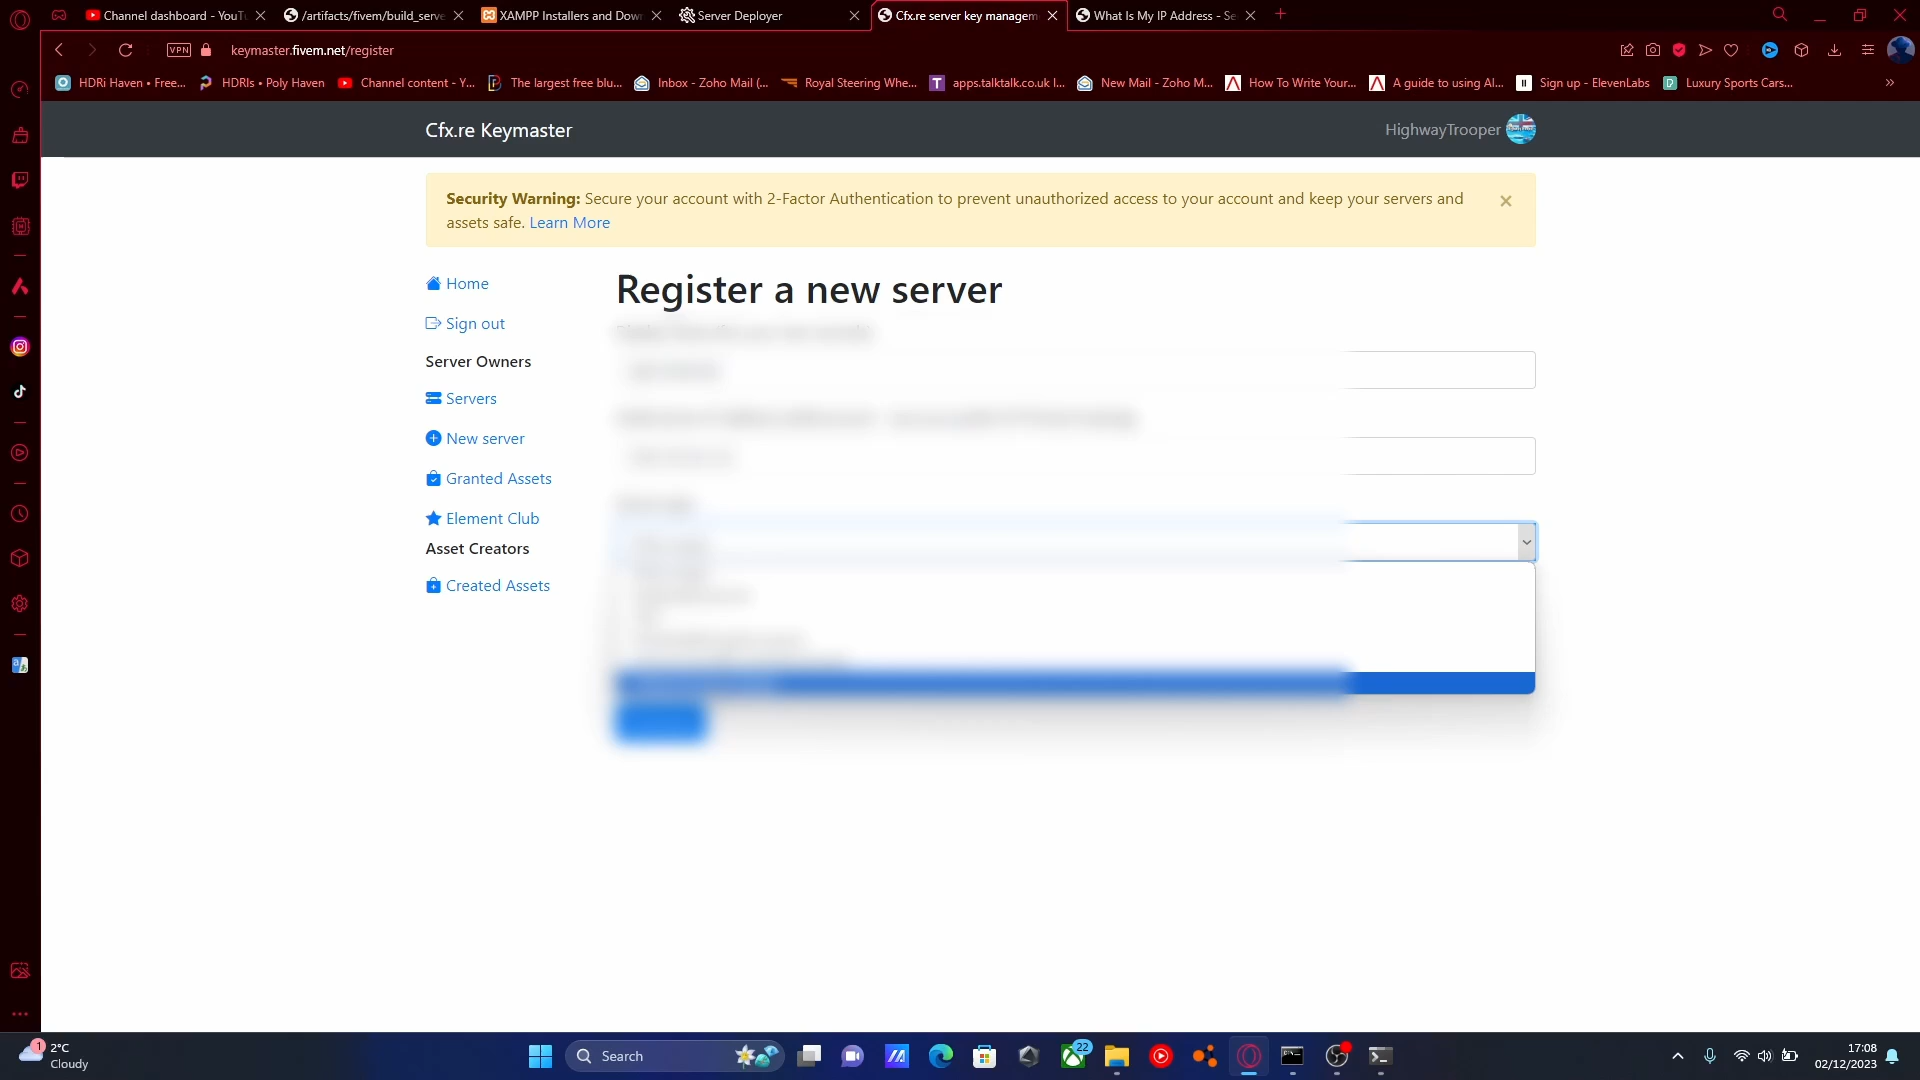 Channel dashboard - YouTu
/artifacts/fivem/build_serve
XAMPP Installers and Dow
Server Deployer
Cfx.re server key managem
What Is My IP Address - Se
VPN
keymaster.fivem.net/register
HDRi Haven • Free...
HDRIs • Poly Haven
Channel content - Y...
The largest free blu...
Inbox - Zoho Mail (...
Royal Steering Whe...
apps.talktalk.co.uk l...
New Mail - Zoho M...
How To Write Your...
A guide to using Al...
Sign up - ElevenLabs
Luxury Sports Cars...
Cfx.re Keymaster
HighwayTrooper
Security Warning: Secure your account with 2-Factor Authentication to prevent unauthorized access to your account and keep your servers and
assets safe. Learn More
Home
Sign out
Server Owners
Servers
New server
Granted Assets
Element Club
Asset Creators
Created Assets
Register a new server
1
2°C
Cloudy
Search
22
17:08
02/12/2023